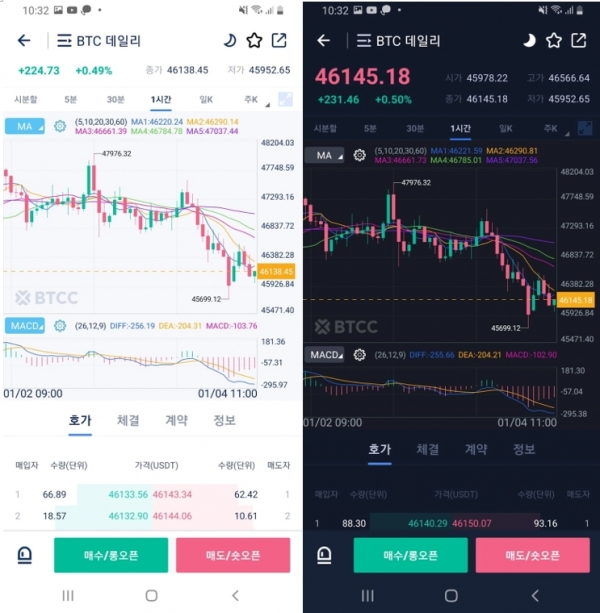 10:32
BTC 데일리
+224.73 +0.49% 종가 46138.45 저가 45952.65
시분할 5분 30분 1시간 일K 주K
MA (5,10,20,30,60) MA1:46220.24 MA2:46290.14
MA3:46661.39 MA4:46784.78 MA5:47037.44
48204.03
47976.32
47748.59
47293.16
46837.72
46382.28
46138.45
45926.84
BTCC
45699.12
45471.40
MACD (26,12,9) DIFF:-256.19 DEA:-204.31 MACD:-103.76
181.36
-57.31
-295.97
01/02 09:00 01/04 11:00
호가 체결 계약 정보
매입자 수량(단위) 가격(USDT) 수량(단위) 매도자
1 66.89 46133.56 46143.34 62.42 1
2 18.57 46132.90 46144.06 10.61 2
매수/롱오픈 매도/숏오픈
10:32
BTC 데일리
46145.18 시가 45978.22 고가 46566.64
+231.46 +0.50% 종가 46145.18 저가 45952.65
시분할 5분 30분 1시간 일K 주K
MA (5,10,20,30,60) MA1:46221.59 MA2:46290.81
MA3:46661.73 MA4:46785.01 MA5:47037.56
48204.03
47976.32
47748.60
47293.16
46837.72
46382.28
46145.18
45926.84
BTCC
45699.12
45471.40
MACD (26,12,9) DIFF:-255.66 DEA:-204.21 MACD:-102.90
181.30
-57.04
-295.38
01/02 09:00 01/04 11:00
호가 체결 계약 정보
매입자 수량(단위) 가격(USDT) 수량(단위) 매도자
1 88.30 46140.29 46150.07 93.16 1
매수/롱오픈 매도/숏오픈